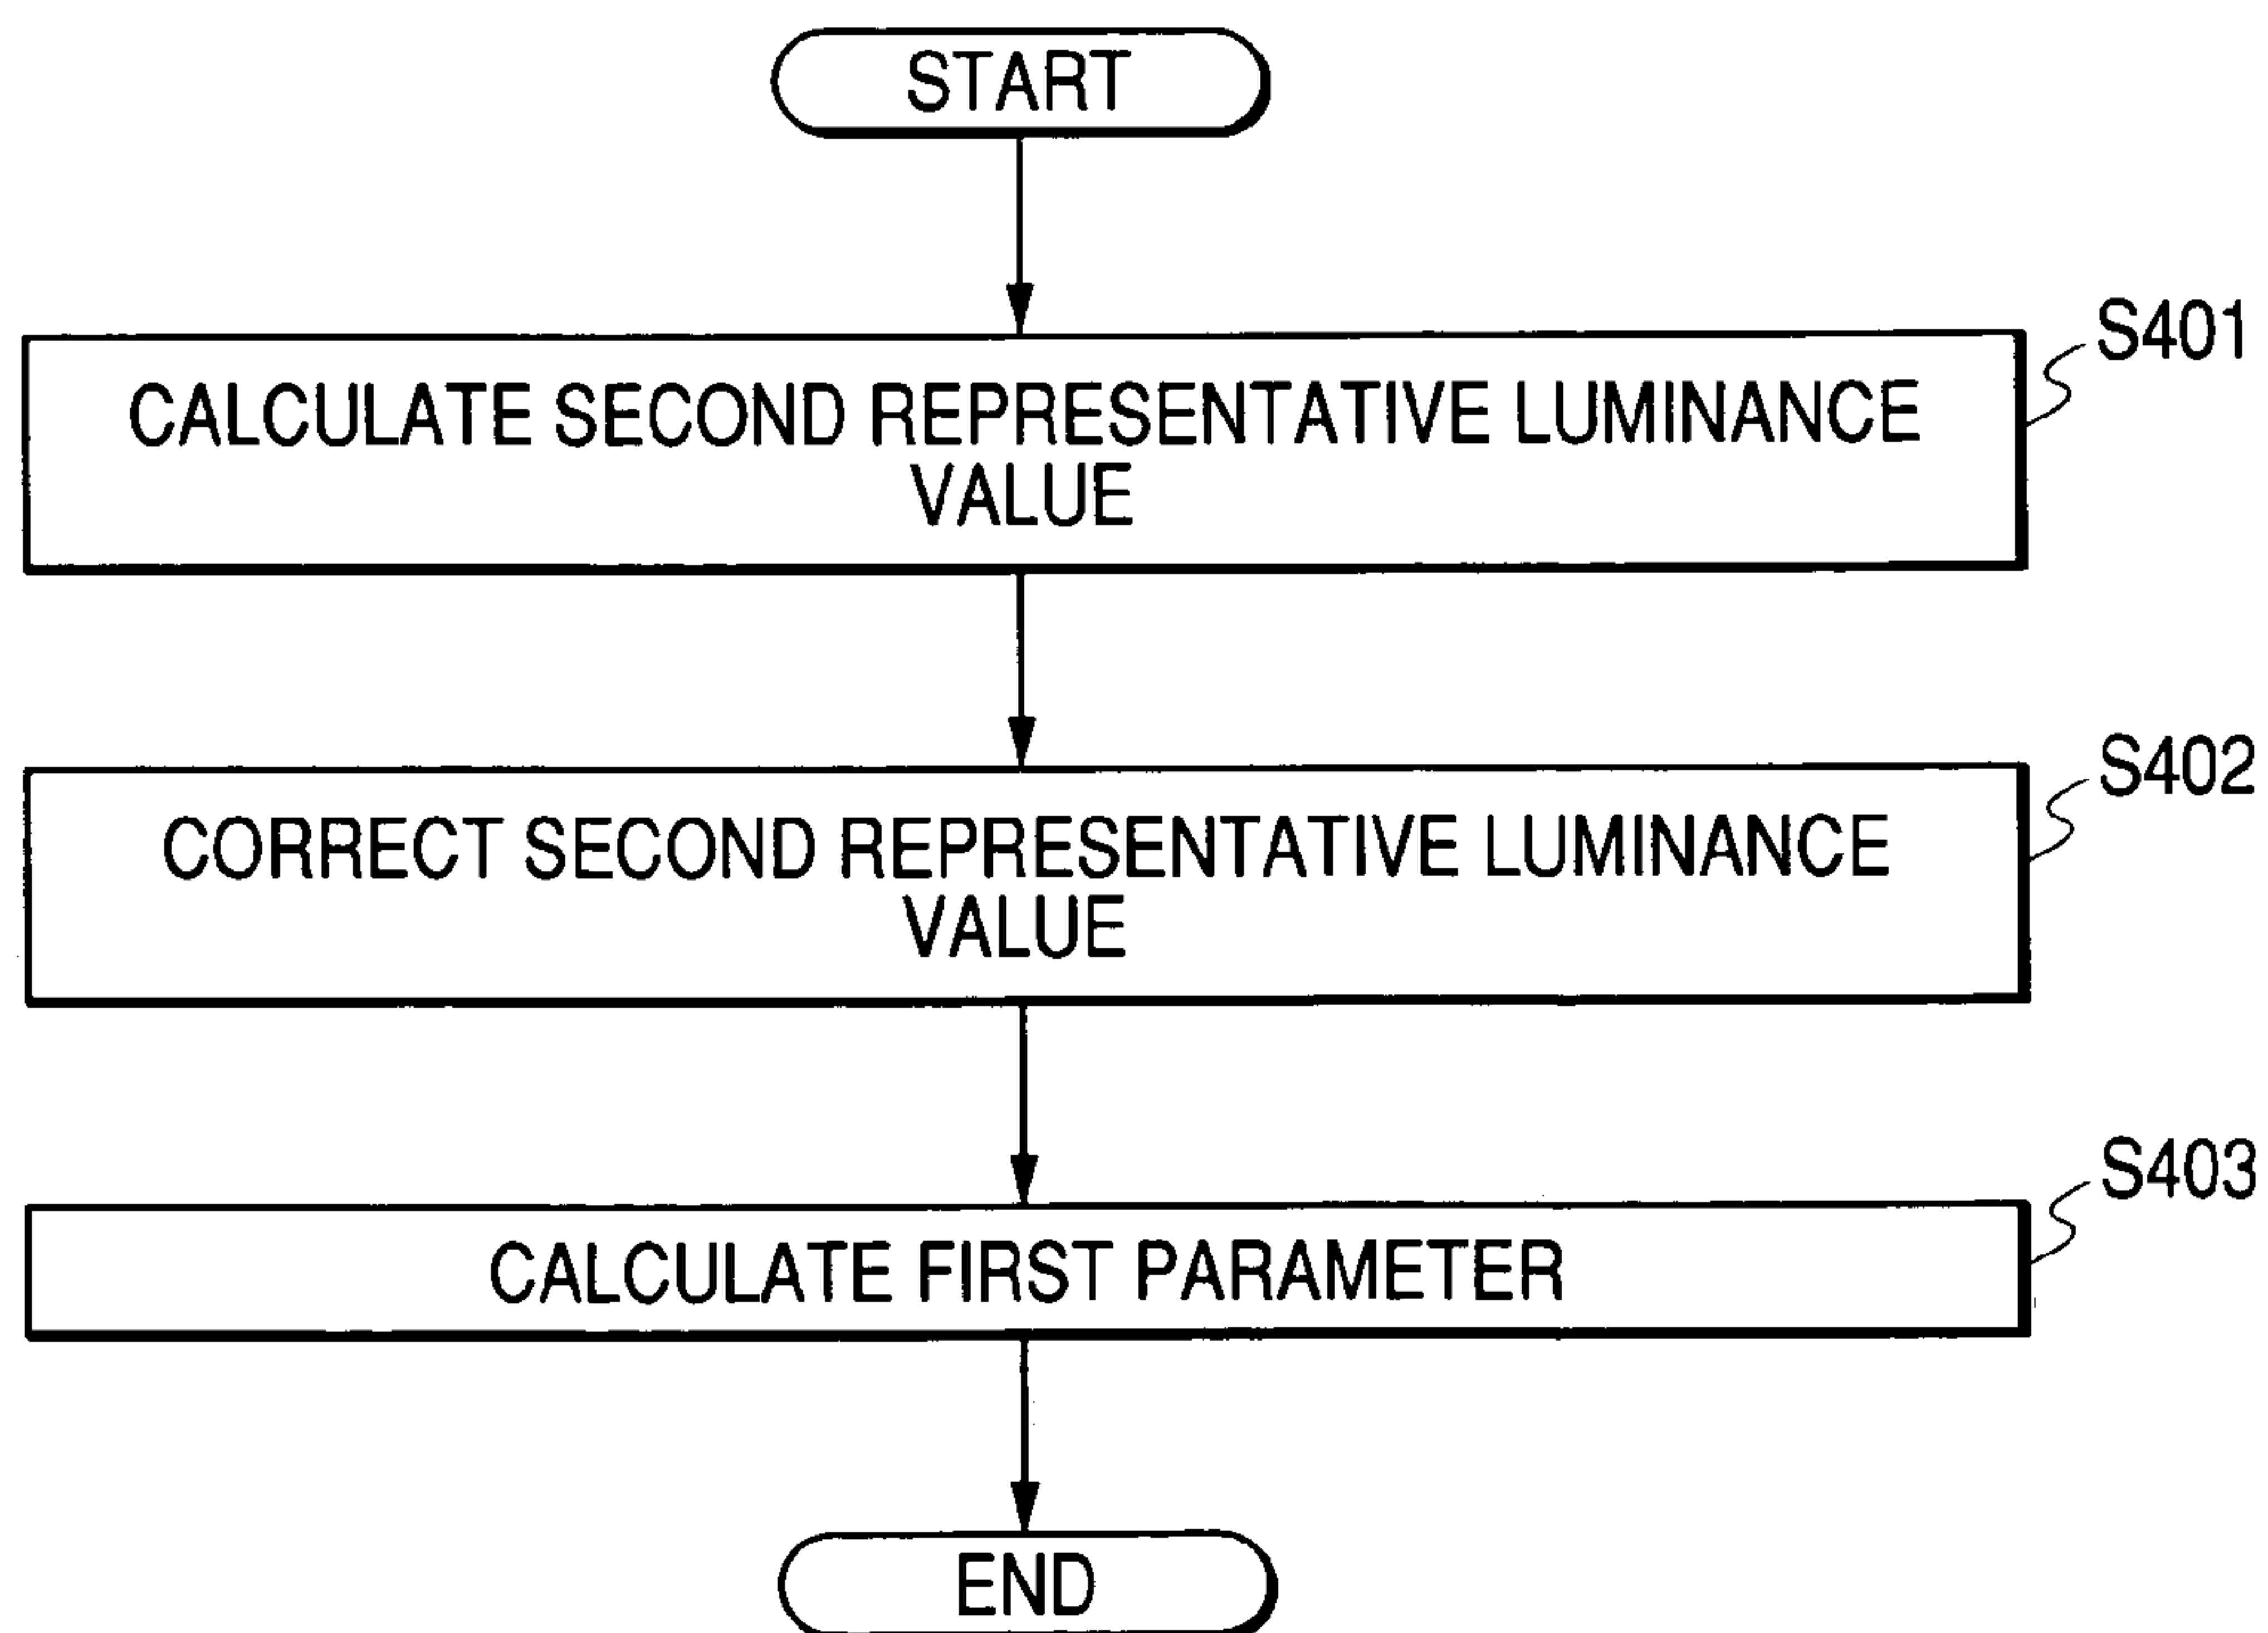 START
S401
CALCULATE SECOND REPRESENTATIVE LUMINANCE
VALUE
S402
CORRECT SECOND REPRESENTATIVE LUMINANCE
VALUE
S403
CALCULATE FIRST PARAMETER
END